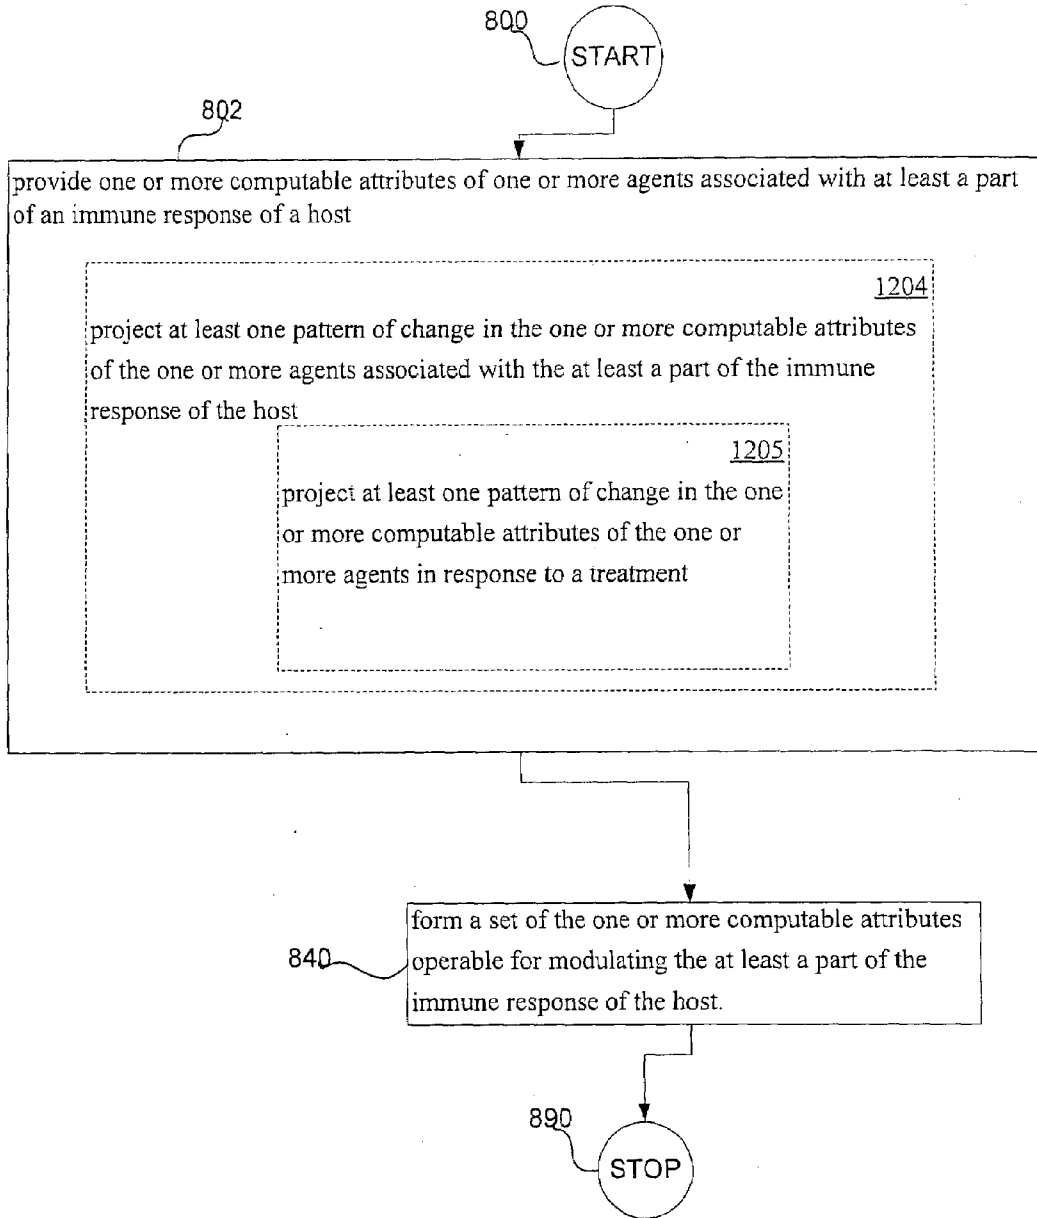 800
START
802
provide one or more computable attributes of one or more agents associated with at least a part
of an immune response of a host
1204
project at least one pattern of change in the one or more computable attributes
of the one or more agents associated with the at least a part of the immune
response of the host
1205
project at least one pattern of change in the one
or more computable attributes of the one or
more agents in response to a treatment
form a set of the one or more computable attributes
840
operable for modulating the at least a part of the
immune response of the host.
890
STOP